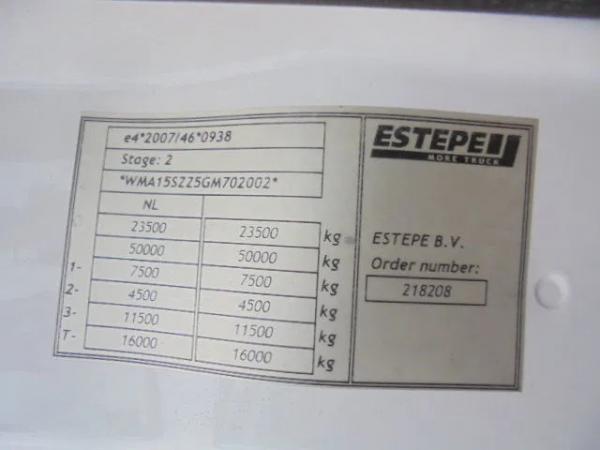 e4*2007/46*0938
Stage: 2
*WMA15SZZ5GM702002*
NL
23500 23500 kg
50000 50000 kg
1- 7500 7500 kg
2- 4500 4500 kg
3- 11500 11500 kg
T- 16000 16000 kg
ESTEPE
MORE TRUCK
ESTEPE B.V.
Order number:
218208